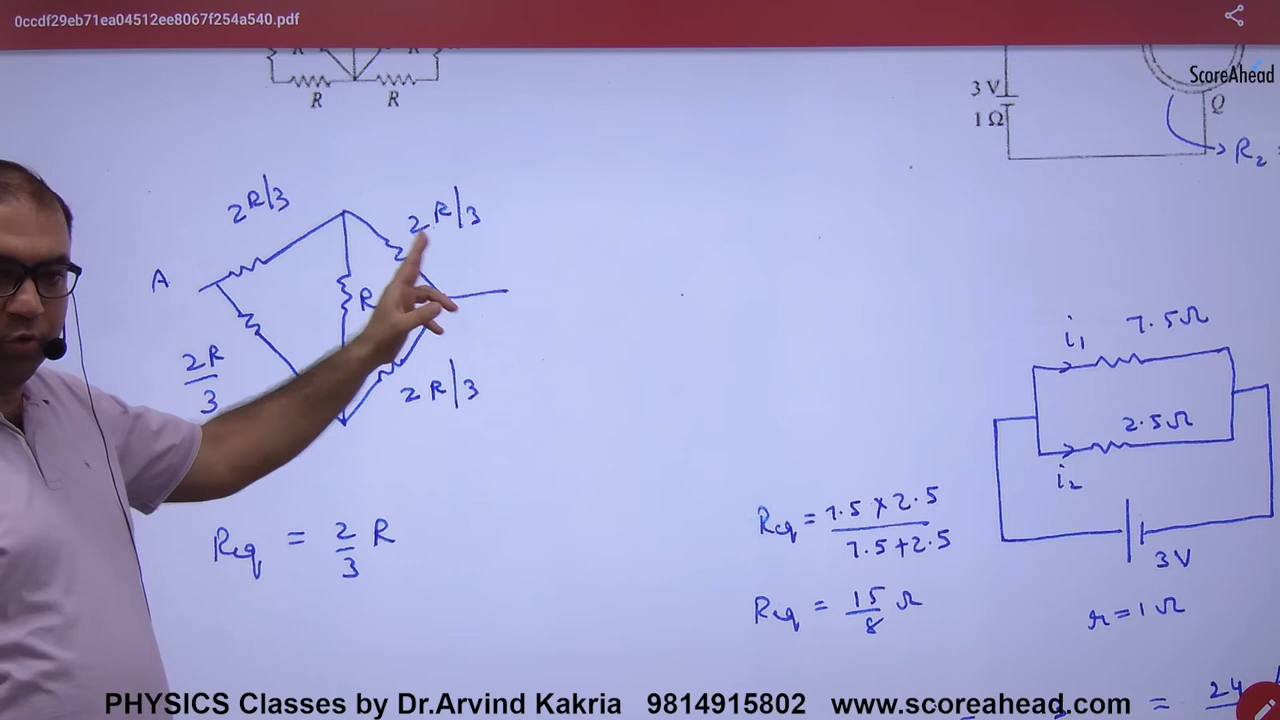 0ccdf29eb71ea04512ee8067f254a540.pdf
ScoreAhead
R R
3 V
1 Ω
Q
R₂
2R/3
2R/3
A
R
2R/3
2R/3
Req = 2/3 R
i₁ 7.5Ω
2.5Ω
i₂
3V
r = 1Ω
Req = 7.5 × 2.5 / 7.5 + 2.5
Req = 15/8 Ω
= 24
PHYSICS Classes by Dr.Arvind Kakria 9814915802 www.scoreahead.com